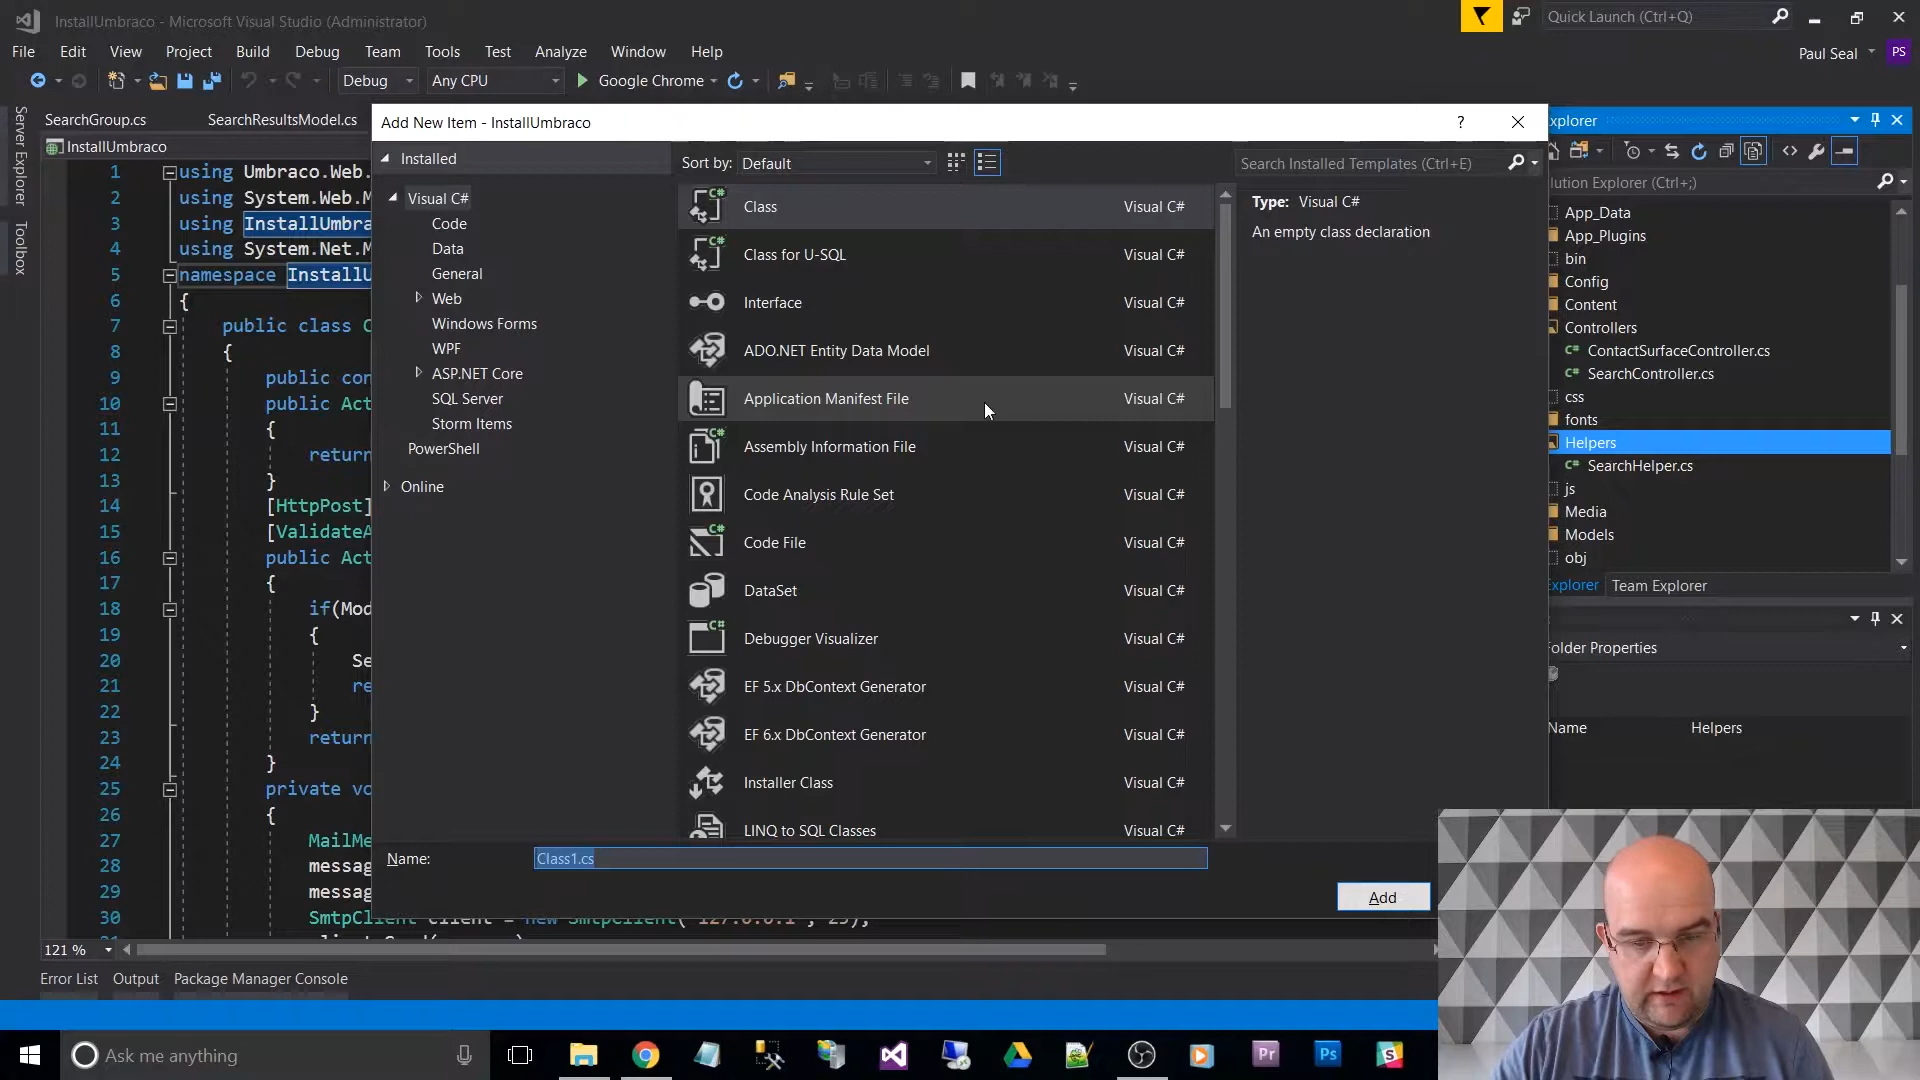 InstallUmbraco - Microsoft Visual Studio (Administrator)
Quick Launch (Ctrl+Q)
File Edit View Project Build Debug Team Tools Test Analyze Window Help
Paul Seal PS
Debug Any CPU Google Chrome
SearchGroup.cs SearchResultsModel.cs
InstallUmbraco
Server Explorer
Toolbox
1 using Umbraco.Web.
2 using System.Web.M
3 using InstallUmbra
4 using System.Net.M
5 namespace InstallU
6 {
7 public class C
8 {
9 public con
10 public Act
11 {
12 return
13 }
14 [HttpPost]
15 [ValidateA
16 public Act
17 {
18 if(Mod
19 {
20 Se
21 re
22 }
23 return
24 }
25 private vo
26 {
27 MailMe
28 messag
29 messag
30 SmtpClient client = new SmtpClient("127.0.0.1", 25);
121 %
Error List Output Package Manager Console
Add New Item - InstallUmbraco
? 
Installed
Visual C#
Code
Data
General
Web
Windows Forms
WPF
ASP.NET Core
SQL Server
Storm Items
PowerShell
Online
Sort by: Default
Search Installed Templates (Ctrl+E)
Class Visual C#
Class for U-SQL Visual C#
Interface Visual C#
ADO.NET Entity Data Model Visual C#
Application Manifest File Visual C#
Assembly Information File Visual C#
Code Analysis Rule Set Visual C#
Code File Visual C#
DataSet Visual C#
Debugger Visualizer Visual C#
EF 5.x DbContext Generator Visual C#
EF 6.x DbContext Generator Visual C#
Installer Class Visual C#
LINQ to SQL Classes Visual C#
Type: Visual C#
An empty class declaration
Name: Class1.cs
Add
xplorer
lution Explorer (Ctrl+;)
App_Data
App_Plugins
bin
Config
Content
Controllers
C# ContactSurfaceController.cs
C# SearchController.cs
css
fonts
Helpers
C# SearchHelper.cs
js
Media
Models
obj
Explorer Team Explorer
Folder Properties
Name Helpers
Ask me anything
Pr Ps